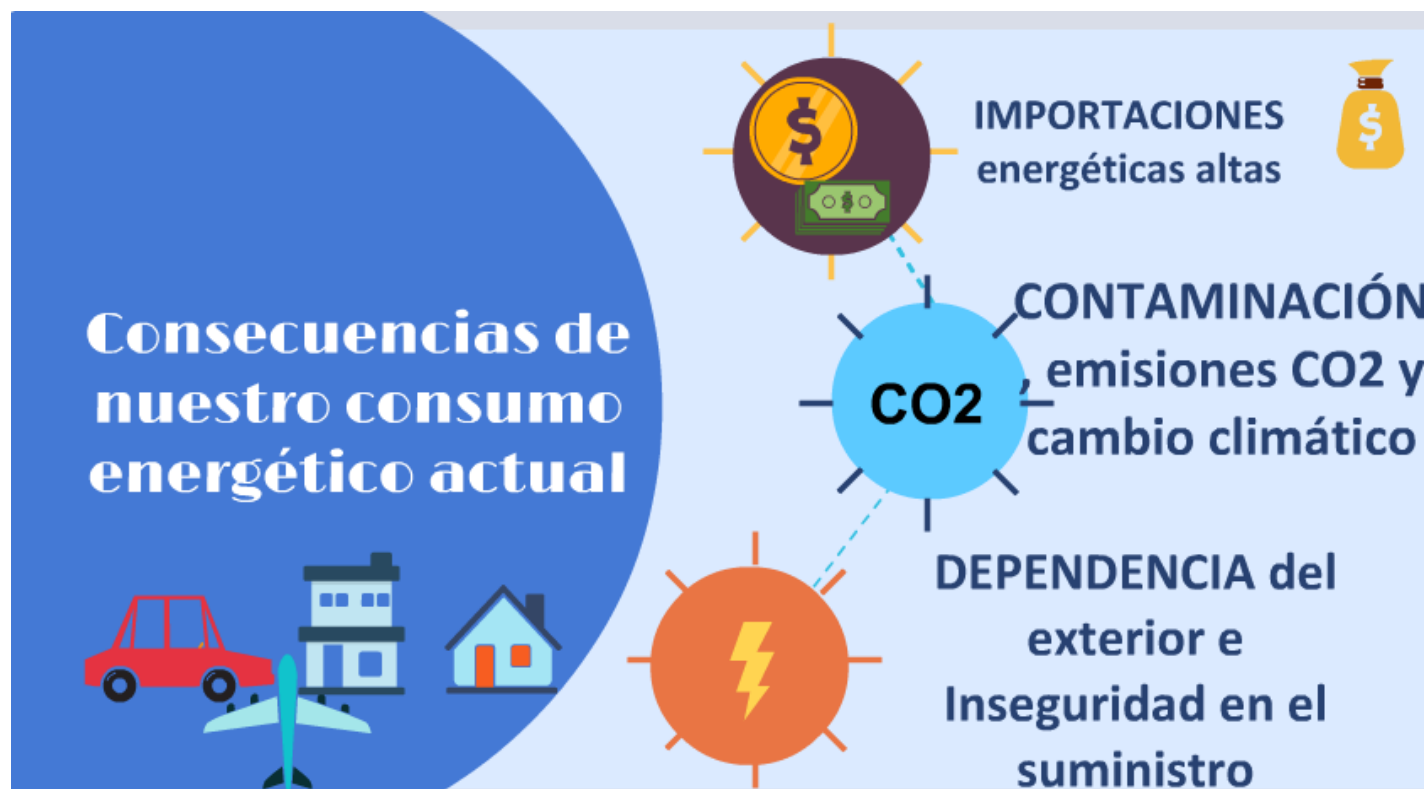 Consecuencias de
nuestro consumo
energético actual
$
$
$
IMPORTACIONES
energéticas altas
CO2
CONTAMINACIÓN
, emisiones CO2 y
cambio climático
DEPENDENCIA del
exterior e
Inseguridad en el
suministro